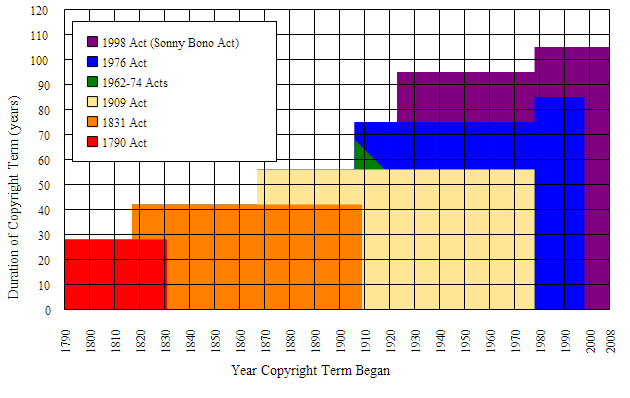 120
110
100
90
80
70
60
50
40
30
20
10
0
Duration of Copyright Term (years)
1998 Act (Sonny Bono Act)
1976 Act
1962-74 Acts
1909 Act
1831 Act
1790 Act
1790 1800 1810 1820 1830 1840 1850 1860 1870 1880 1890 1900 1910 1920 1930 1940 1950 1960 1970 1980 1990 2000 2008
Year Copyright Term Began